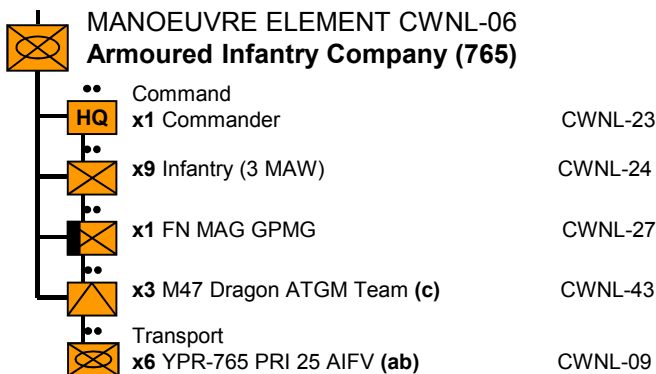 MANOEUVRE ELEMENT CWNL-06
Armoured Infantry Company (765)
Command
HQ x1 Commander CWNL-23
x9 Infantry (3 MAW) CWNL-24
x1 FN MAG GPMG CWNL-27
x3 M47 Dragon ATGM Team (c) CWNL-43
Transport
x6 YPR-765 PRI 25 AIFV (ab) CWNL-09